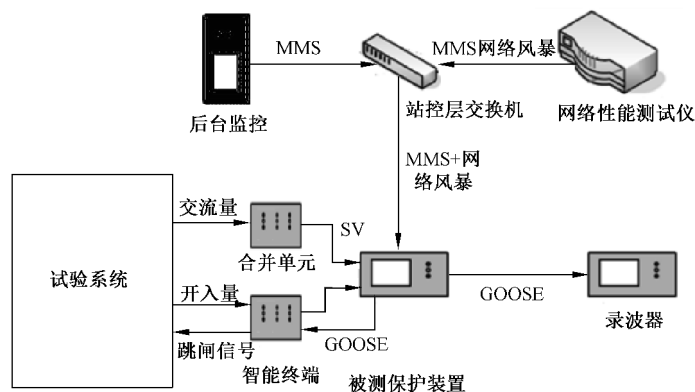 MMS
MMS网络风暴
后台监控
站控层交换机
网络性能测试仪
MMS+网
络风暴
试验系统
交流量
合并单元
SV
开入量
跳闸信号
智能终端
GOOSE
被测保护装置
GOOSE
录波器